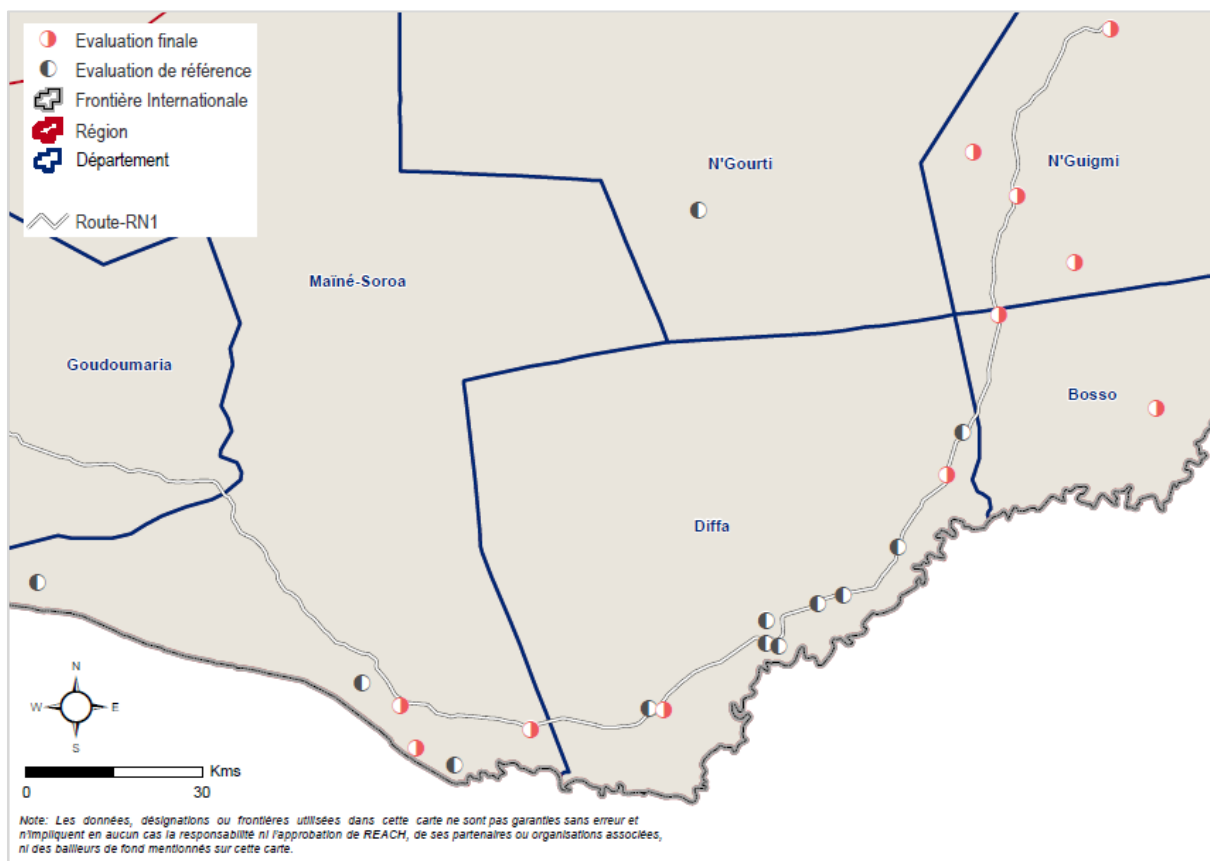 Evaluation finale
Evaluation de référence
Frontière Internationale
Région
Département
Route-RN1
N'Gourti
N'Guigmi
Maïné-Soroa
Goudoumaria
Bosso
Diffa
N
W E
S
Kms
0 30
Note: Les données, désignations ou frontières utilisées dans cette carte ne sont pas garanties sans erreur et
n'impliquent en aucun cas la responsabilité ni l'approbation de REACH, de ses partenaires ou organisations associées,
ni des bailleurs de fond mentionnés sur cette carte.